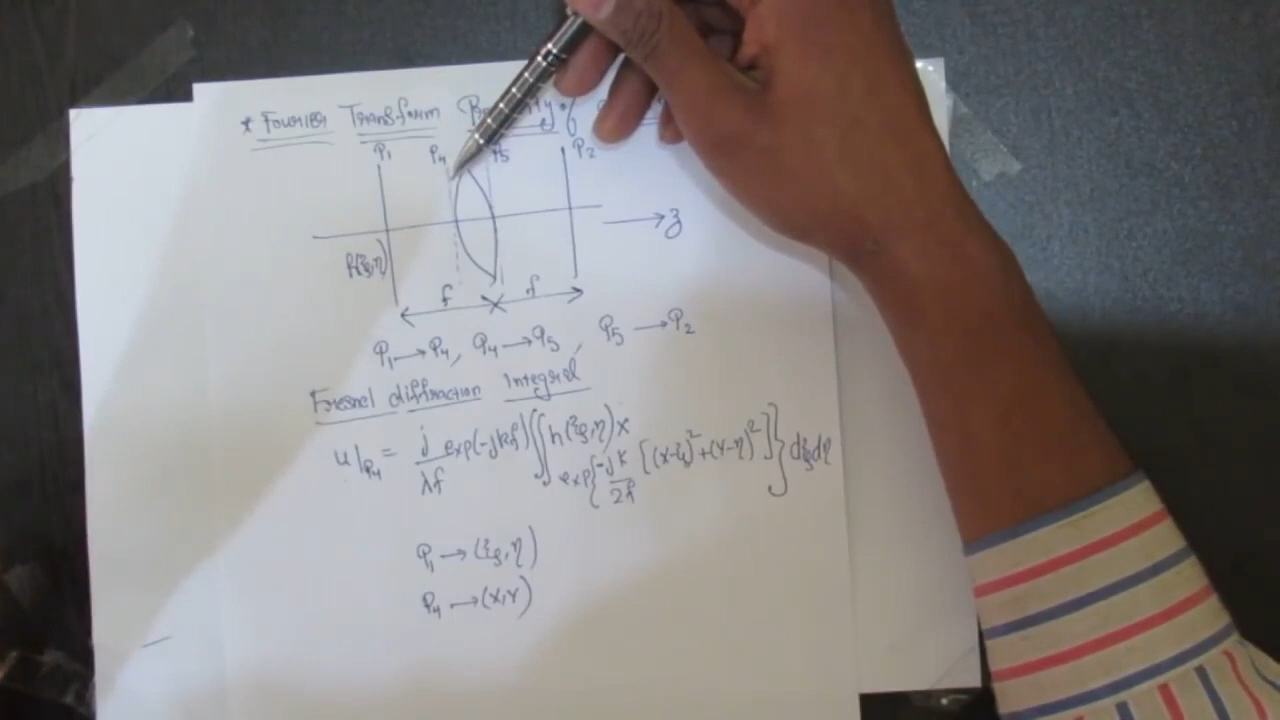 * Fourier Transform of
P₁ P₄ P₅ P₂
z
f f
P₁ → P₄, P₄ → P₅, P₅ → P₂
Fresnel diffraction Integral
u|P₄ = j/λf exp(-jkf) ∬ h(ξ,η) x
exp{-jk/2f [(x-ξ)²+(y-η)²]} dξdη
P₁ → (ξ,η)
P₄ → (x,y)